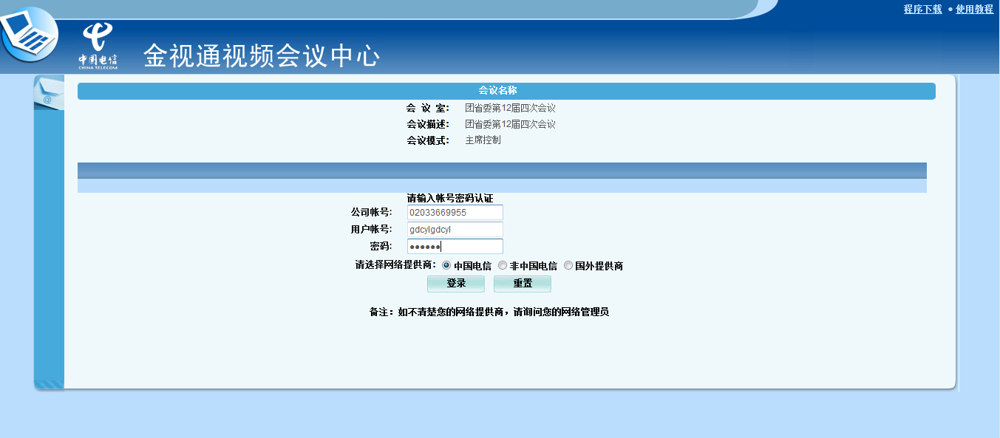 程序下载 • 使用教程
中国电信
CHINA TELECOM
金视通视频会议中心
@
会议名称
会 议 室： 团省委第12届四次会议
会议描述： 团省委第12届四次会议
会议模式： 主席控制
请输入帐号密码认证
公司帐号: 02033669955
用户帐号: gdcylgdcyl
密码: ●●●●●●
请选择网络提供商: 中国电信 非中国电信 国外提供商
登录 重置
备注：如不清楚您的网络提供商，请询问您的网络管理员